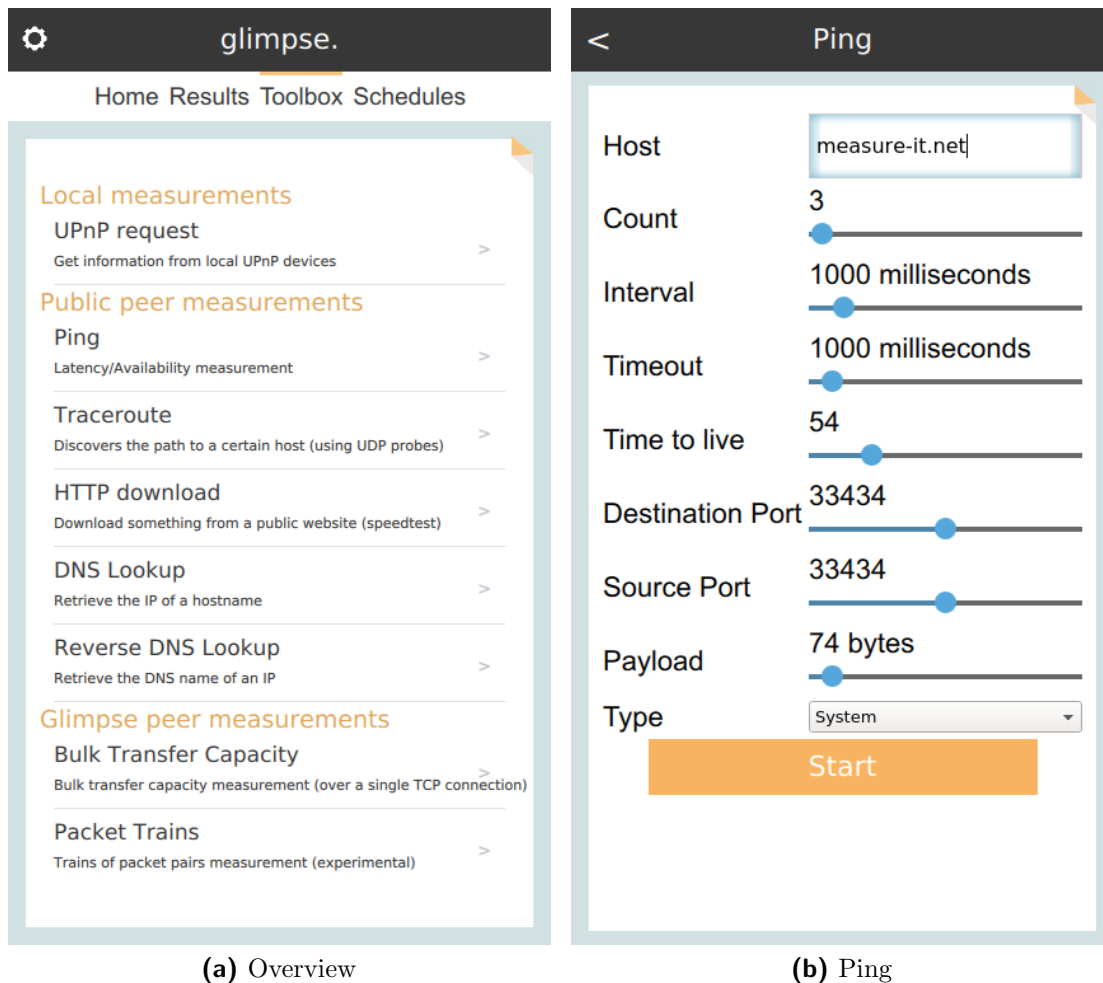 glimpse.
Home Results Toolbox Schedules
Local measurements
UPnP request
Get information from local UPnP devices
>
Public peer measurements
Ping
Latency/Availability measurement
>
Traceroute
Discovers the path to a certain host (using UDP probes)
>
HTTP download
Download something from a public website (speedtest)
>
DNS Lookup
Retrieve the IP of a hostname
>
Reverse DNS Lookup
Retrieve the DNS name of an IP
>
Glimpse peer measurements
Bulk Transfer Capacity
Bulk transfer capacity measurement (over a single TCP connection)
>
Packet Trains
Trains of packet pairs measurement (experimental)
>
(a) Overview
< Ping
Host measure-it.net
Count 3
Interval 1000 milliseconds
Timeout 1000 milliseconds
Time to live 54
Destination Port 33434
Source Port 33434
Payload 74 bytes
Type System
Start
(b) Ping